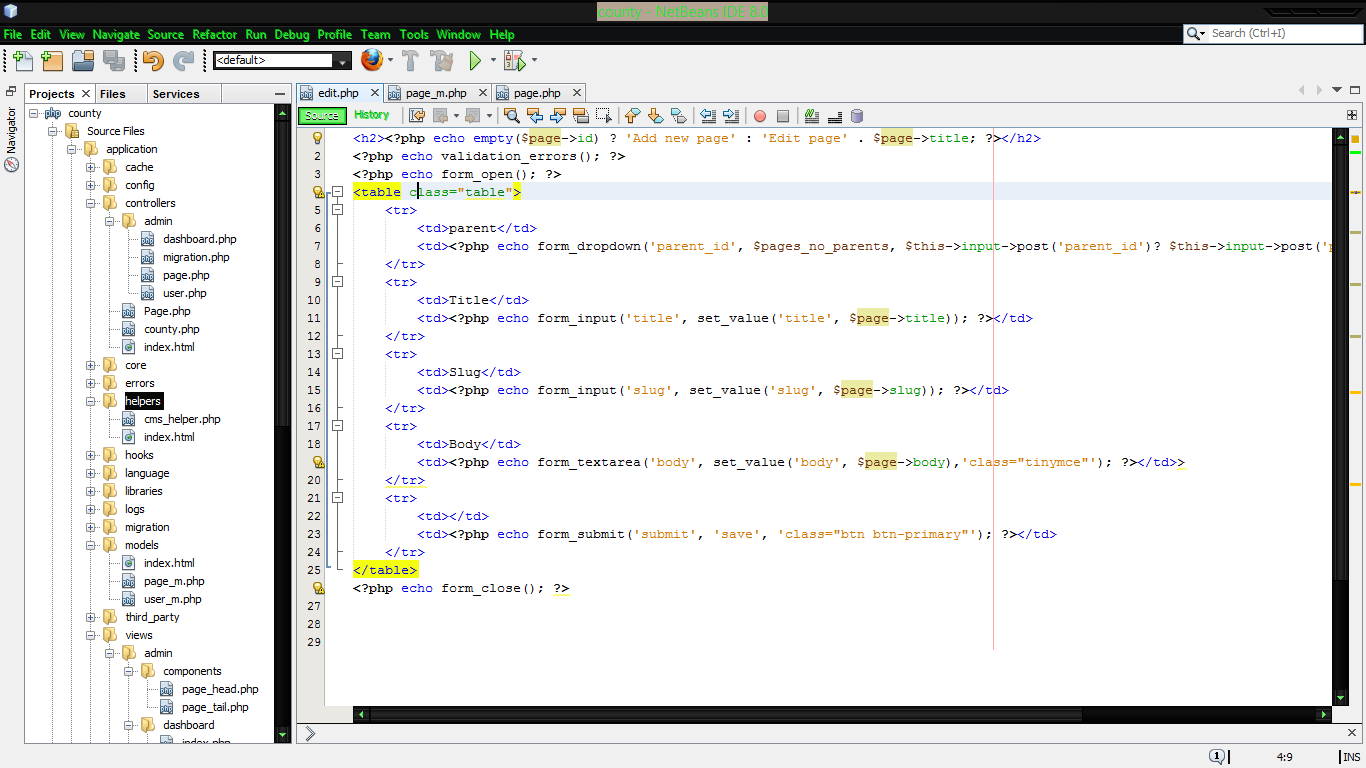 county - NetBeans IDE 8.0
File Edit View Navigate Source Refactor Run Debug Profile Team Tools Window Help
Search (Ctrl+I)
<default>
Projects
Files
Services
Navigator
county
Source Files
application
cache
config
controllers
admin
dashboard.php
migration.php
page.php
user.php
Page.php
county.php
index.html
core
errors
helpers
cms_helper.php
index.html
hooks
language
libraries
logs
migration
models
index.html
page_m.php
user_m.php
third_party
views
admin
components
page_head.php
page_tail.php
dashboard
index.php
edit.php
page_m.php
page.php
Source History
<h2><?php echo empty($page->id) ? 'Add new page' : 'Edit page' . $page->title; ?></h2>
2 <?php echo validation_errors(); ?>
3 <?php echo form_open(); ?>
<table class="table">
5 <tr>
6 <td>parent</td>
7 <td><?php echo form_dropdown('parent_id', $pages_no_parents, $this->input->post('parent_id')? $this->input->post('p
8 </tr>
9 <tr>
10 <td>Title</td>
11 <td><?php echo form_input('title', set_value('title', $page->title)); ?></td>
12 </tr>
13 <tr>
14 <td>Slug</td>
15 <td><?php echo form_input('slug', set_value('slug', $page->slug)); ?></td>
16 </tr>
17 <tr>
18 <td>Body</td>
<td><?php echo form_textarea('body', set_value('body', $page->body),'class="tinymce"'); ?></td>>
20 </tr>
21 <tr>
22 <td></td>
23 <td><?php echo form_submit('submit', 'save', 'class="btn btn-primary"'); ?></td>
24 </tr>
25 </table>
<?php echo form_close(); ?>
27
28
29
1
4:9
INS